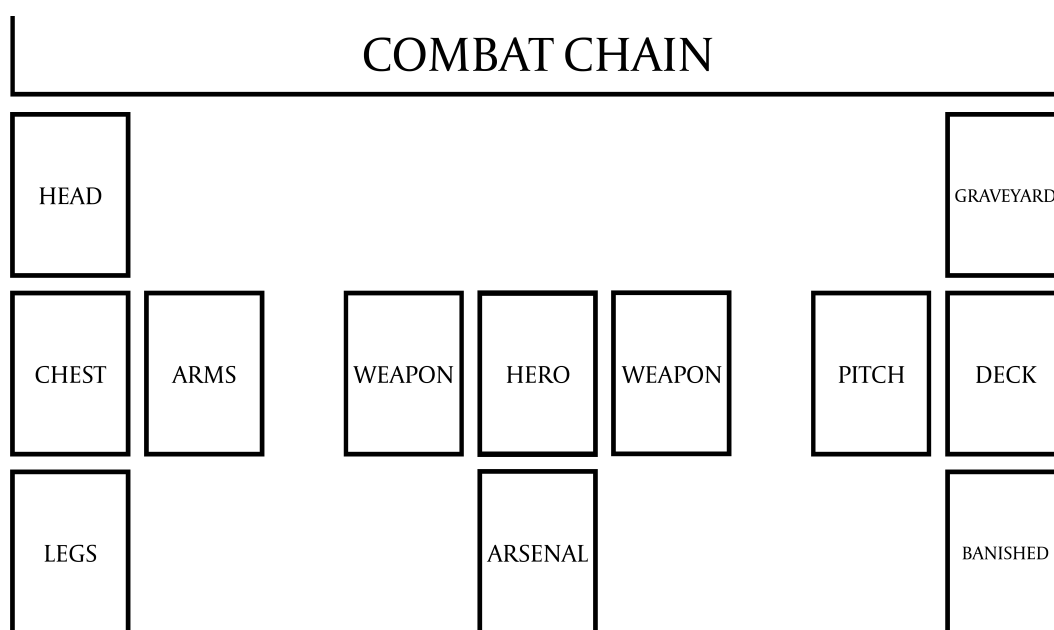 COMBAT CHAIN
HEAD
GRAVEYARD
CHEST
ARMS
WEAPON
HERO
WEAPON
PITCH
DECK
LEGS
ARSENAL
BANISHED